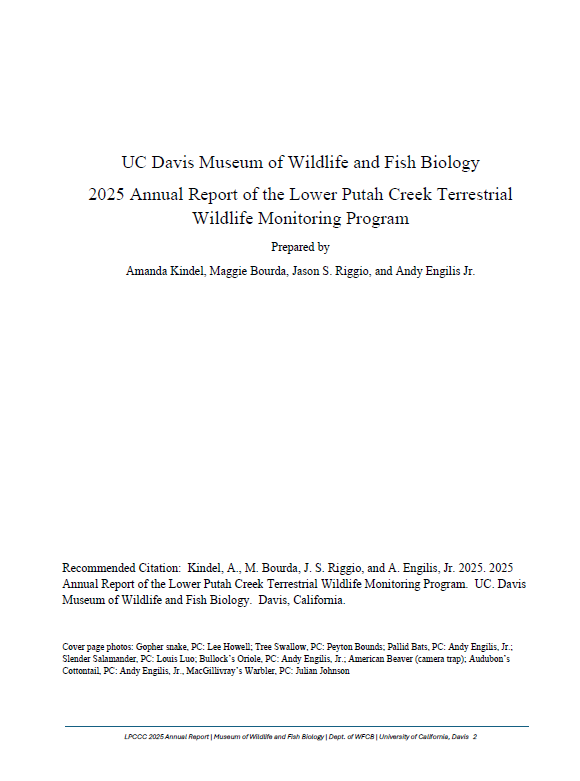 UC Davis Museum of Wildlife and Fish Biology
2025 Annual Report of the Lower Putah Creek Terrestrial
Wildlife Monitoring Program
Prepared by
Amanda Kindel, Maggie Bourda, Jason S. Riggio, and Andy Engilis Jr.
Recommended Citation:  Kindel, A., M. Bourda, J. S. Riggio, and A. Engilis, Jr. 2025. 2025
Annual Report of the Lower Putah Creek Terrestrial Wildlife Monitoring Program.  UC. Davis
Museum of Wildlife and Fish Biology.  Davis, California.
Cover page photos: Gopher snake, PC: Lee Howell; Tree Swallow, PC: Peyton Bounds; Pallid Bats, PC: Andy Engilis, Jr.;
Slender Salamander, PC: Louis Luo; Bullock's Oriole, PC: Andy Engilis, Jr.; American Beaver (camera trap); Audubon's
Cottontail, PC: Andy Engilis, Jr., MacGillivray's Warbler, PC: Julian Johnson
LPCCC 2025 Annual Report | Museum of Wildlife and Fish Biology | Dept. of WFCB | University of California, Davis  2